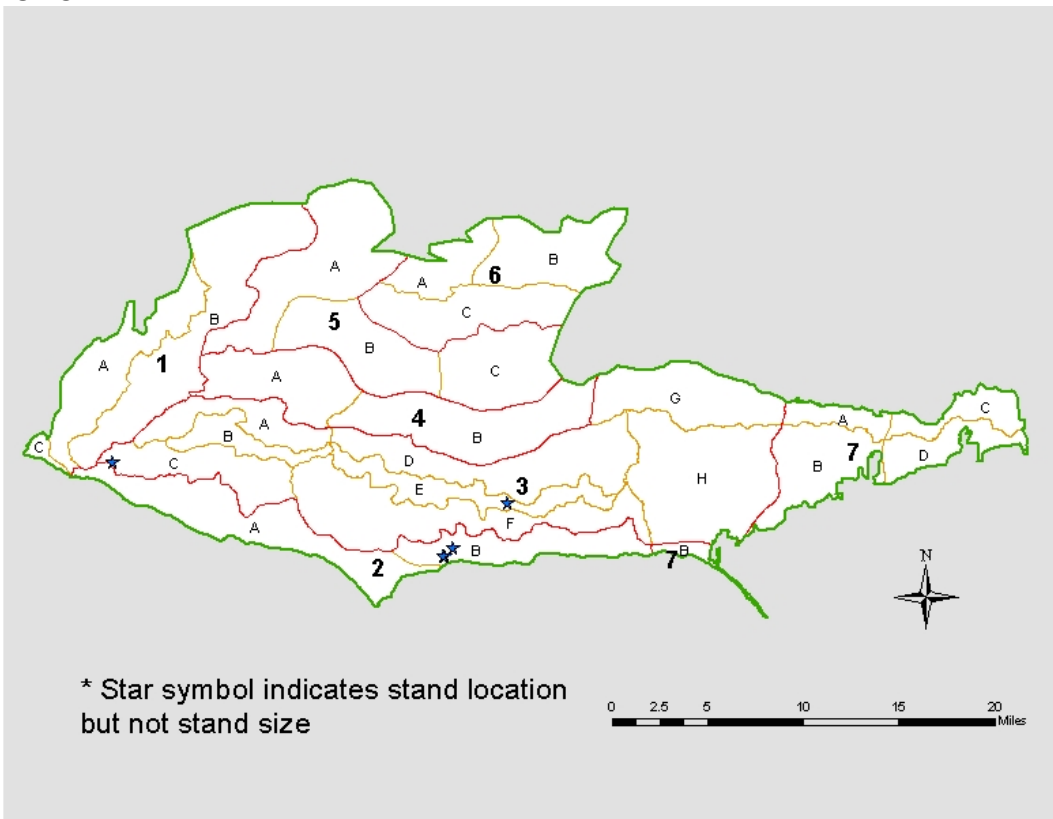 A
B
6
A
C
5
B
B
C
A
1
A
G
C
4
B
A
A
B
7
B
D
D
C
C
E
3
H
F
A
B
B
2
7
N
* Star symbol indicates stand location
but not stand size
0 2.5 5 10 15 20
Miles